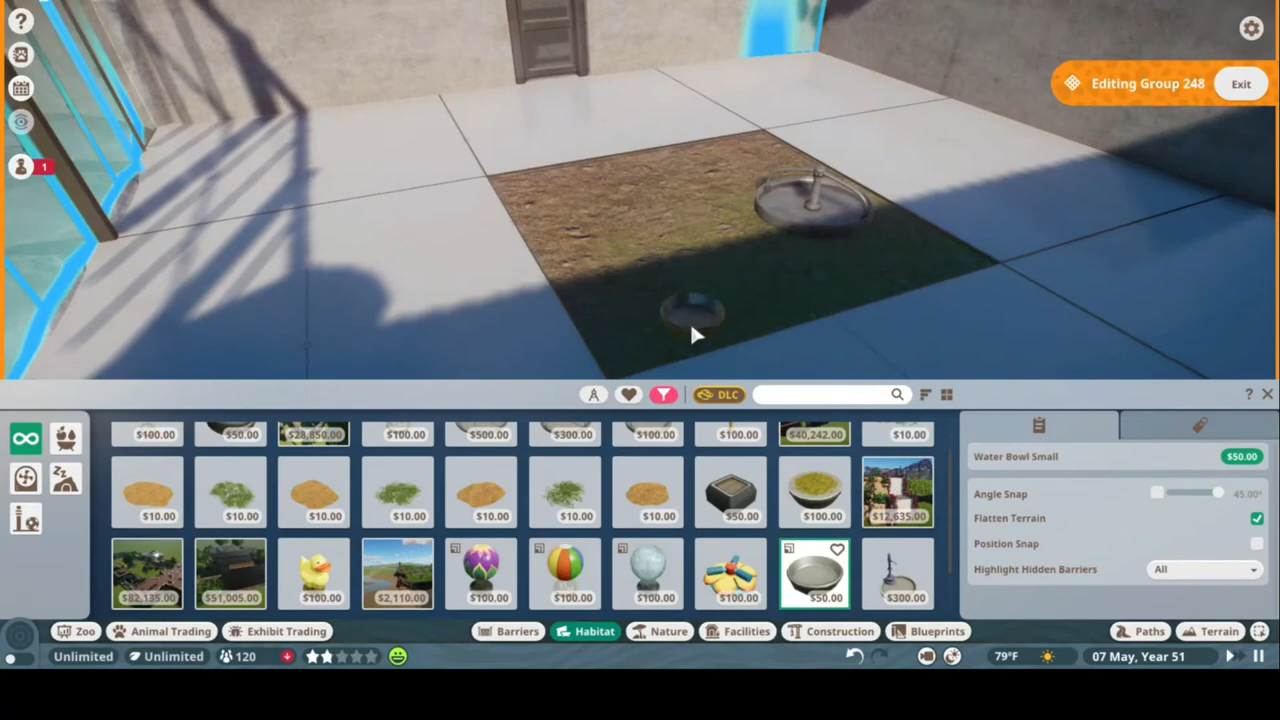 ?
Editing Group 248 Exit
1
DLC
? ×
$100.00 $50.00 $28,850.00 $100.00 $500.00 $300.00 $100.00 $100.00 $40,242.00 $10.00
Water Bowl Small $50.00
Angle Snap 45.00°
$10.00 $10.00 $10.00 $10.00 $10.00 $10.00 $10.00 $50.00 $100.00 $12,635.00
Flatten Terrain
Position Snap
Highlight Hidden Barriers All
$82,135.00 $51,005.00 $100.00 $2,110.00 $100.00 $100.00 $100.00 $100.00 $50.00 $300.00
Zoo Animal Trading Exhibit Trading Barriers Habitat Nature Facilities Construction Blueprints Paths Terrain
Unlimited Unlimited 120 79°F 07 May, Year 51